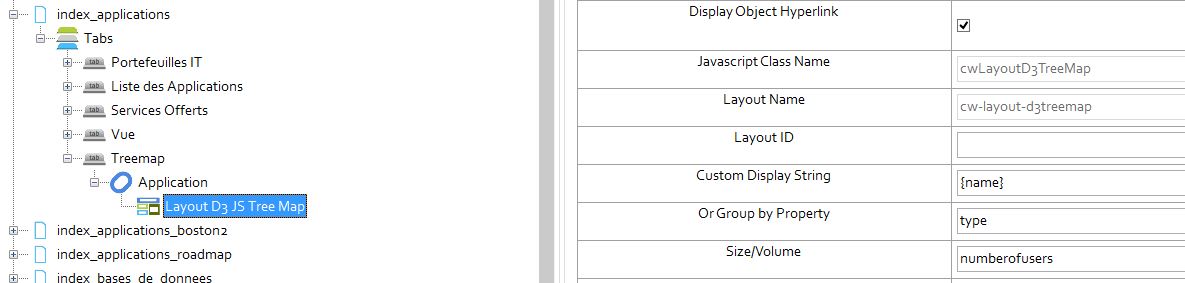 index_applications
Tabs
tab Portefeuilles IT
tab Liste des Applications
tab Services Offerts
tab Vue
tab Treemap
Application
Layout D3 JS Tree Map
index_applications_boston2
index_applications_roadmap
index_bases_de_donnees
Display Object Hyperlink
Javascript Class Name cwLayoutD3TreeMap
Layout Name cw-layout-d3treemap
Layout ID
Custom Display String {name}
Or Group by Property type
Size/Volume numberofusers